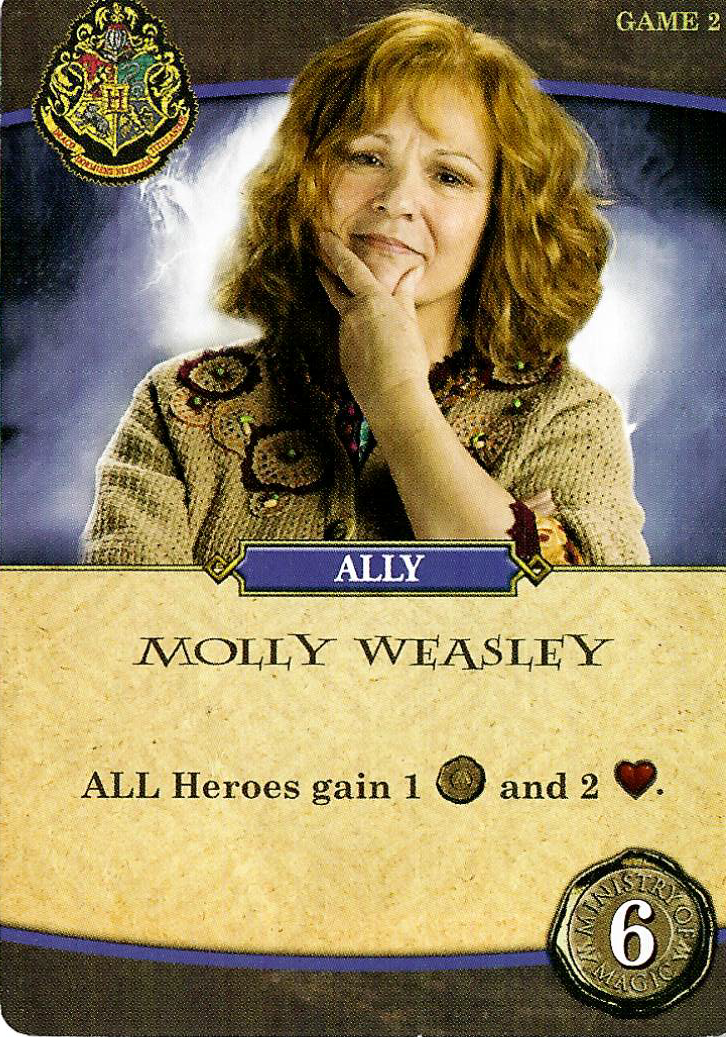 GAME 2
DRACO DORMIENS NUNQUAM TITILLANDUS
ALLY
MOLLY WEASLEY
ALL Heroes gain 1 and 2 .
MINISTRY OF
6
MAGIC